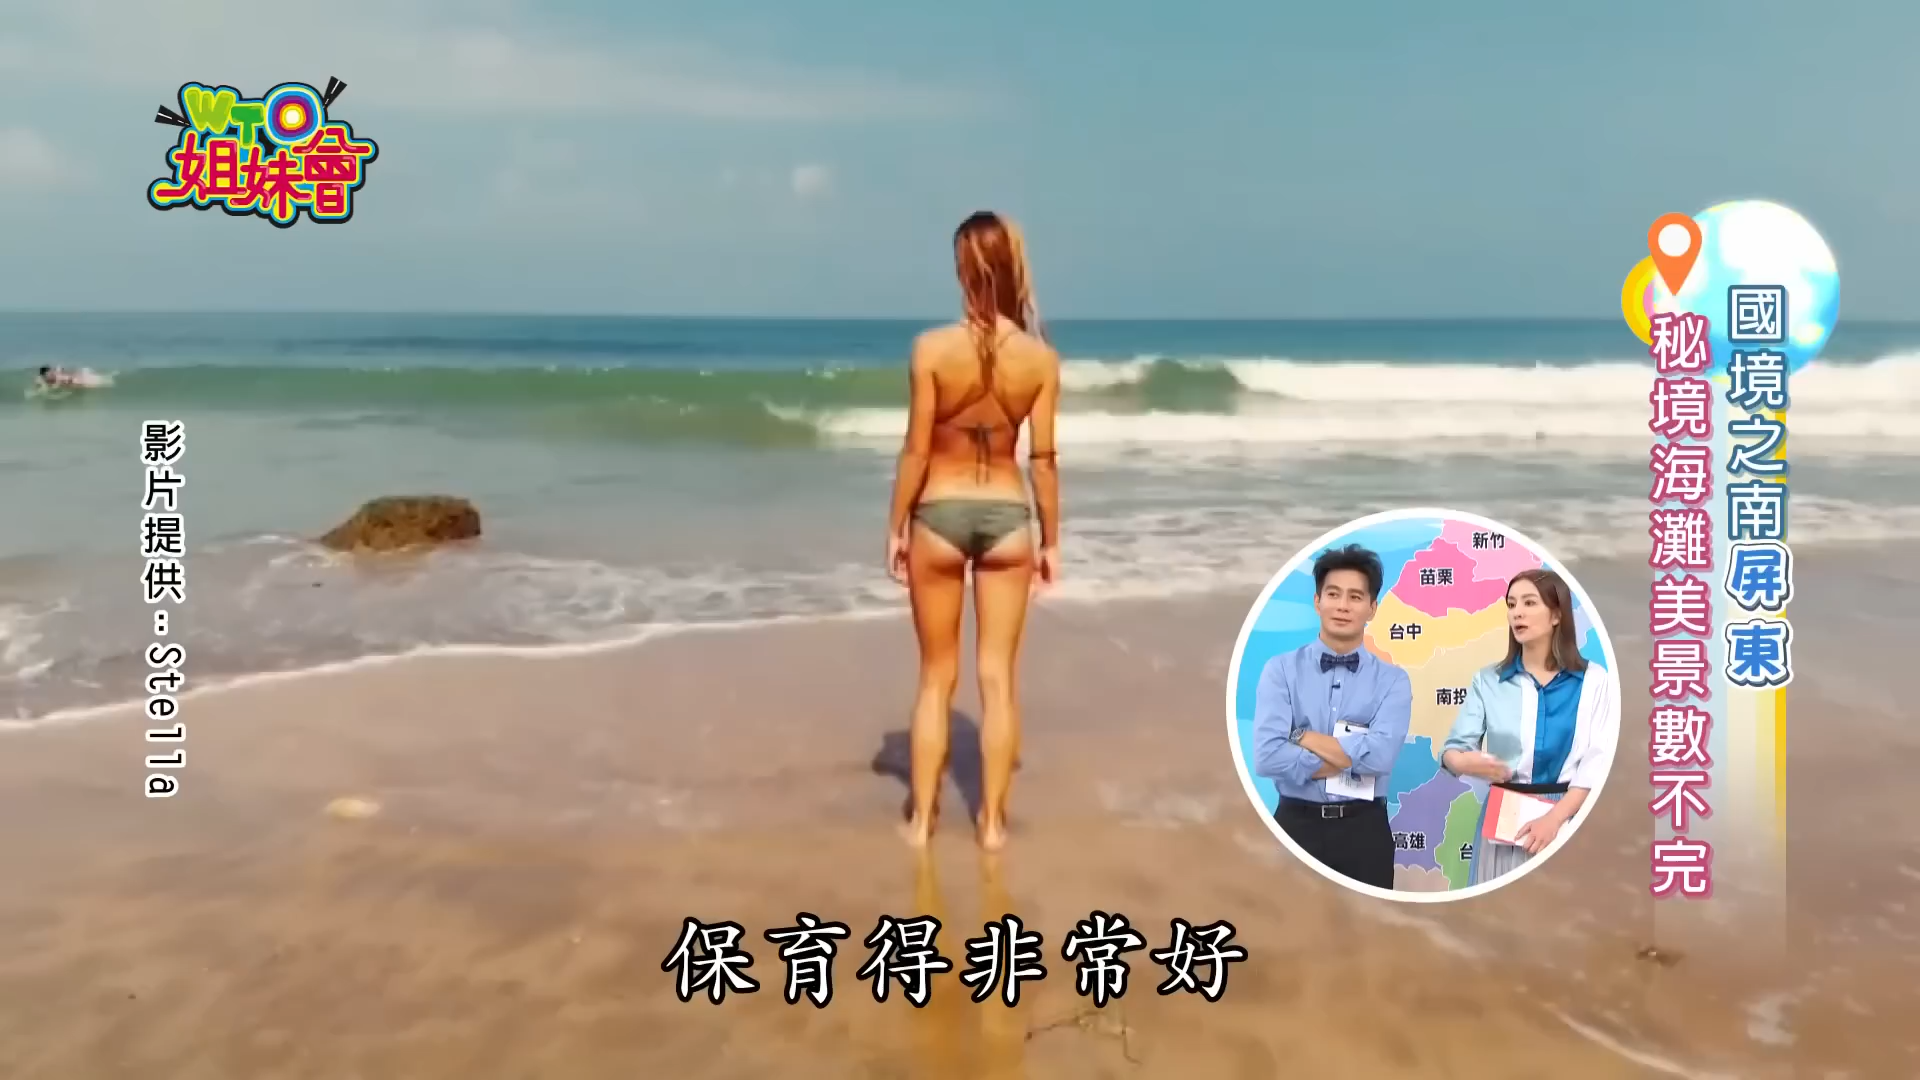 WTO
姐妹會
國境之南屏東
秘境海灘美景數不完
影片提供：Stella
新竹
苗栗
台中
南投
高雄
台
保育得非常好